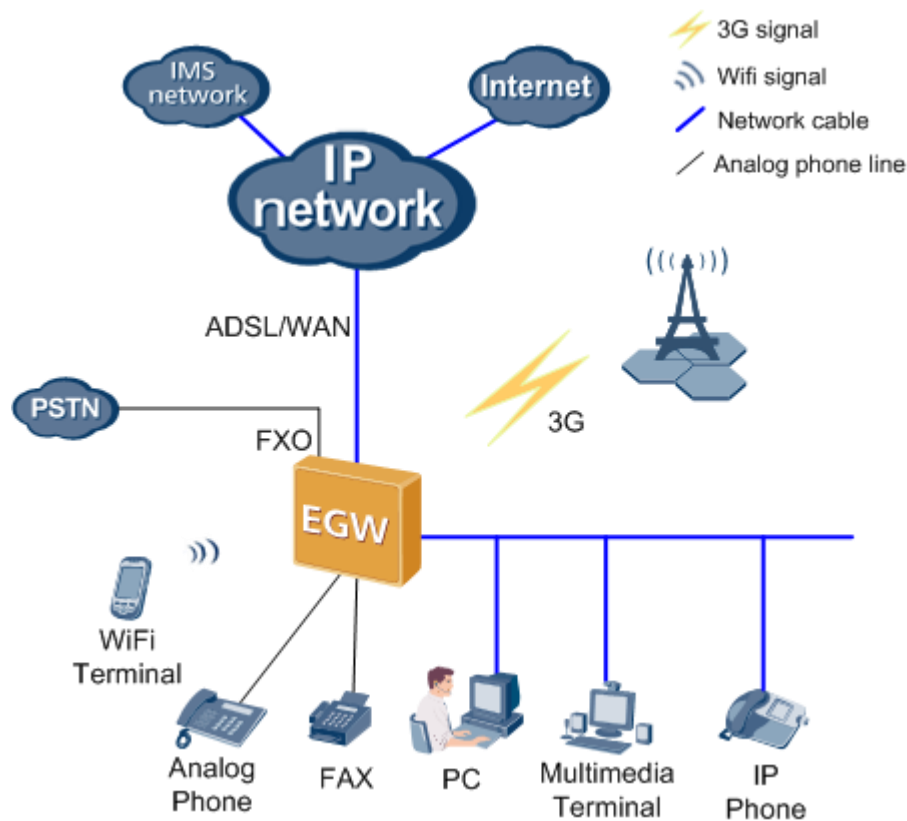 3G signal
Wifi signal
Network cable
Analog phone line
IMS
network
Internet
IP
network
ADSL/WAN
3G
PSTN
FXO
EGW
WiFi
Terminal
Analog
Phone
FAX
PC
Multimedia
Terminal
IP
Phone